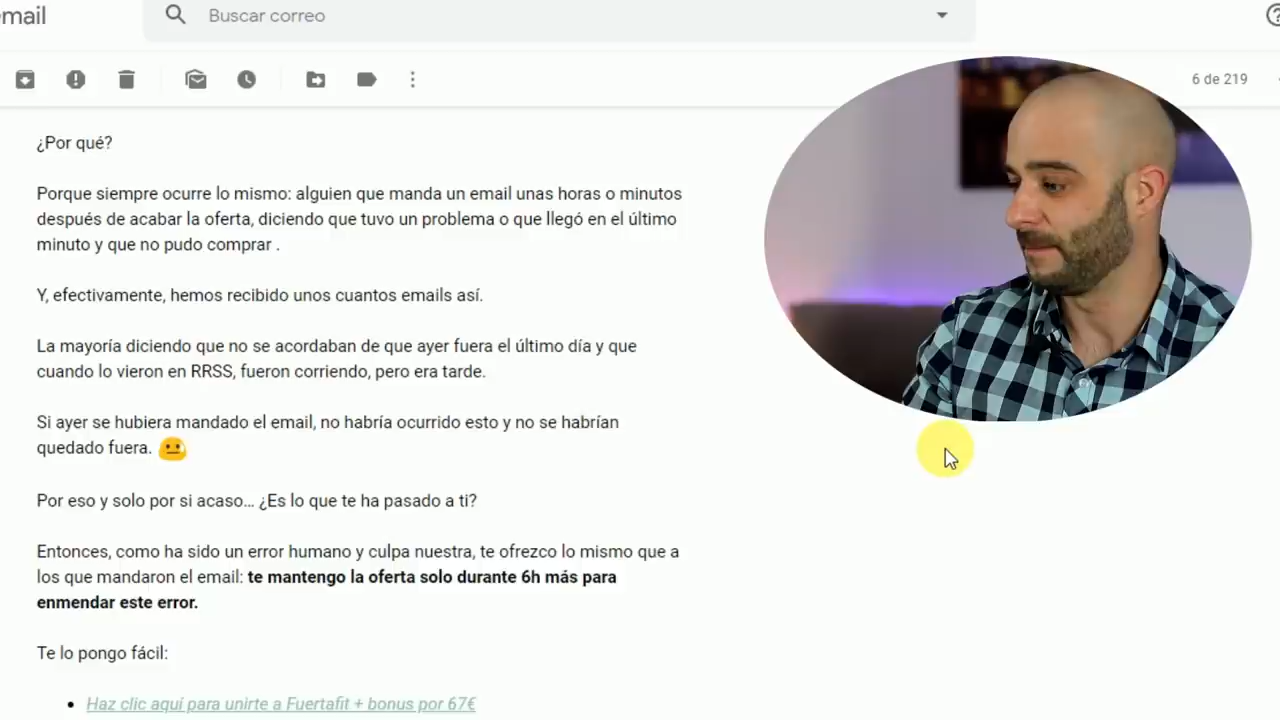 mail
Buscar correo
6 de 219
¿Por qué?
Porque siempre ocurre lo mismo: alguien que manda un email unas horas o minutos
después de acabar la oferta, diciendo que tuvo un problema o que llegó en el último
minuto y que no pudo comprar .
Y, efectivamente, hemos recibido unos cuantos emails así.
La mayoría diciendo que no se acordaban de que ayer fuera el último día y que
cuando lo vieron en RRSS, fueron corriendo, pero era tarde.
Si ayer se hubiera mandado el email, no habría ocurrido esto y no se habrían
quedado fuera. 😐
Por eso y solo por si acaso... ¿Es lo que te ha pasado a ti?
Entonces, como ha sido un error humano y culpa nuestra, te ofrezco lo mismo que a
los que mandaron el email: te mantengo la oferta solo durante 6h más para
enmendar este error.
Te lo pongo fácil:
• Haz clic aquí para unirte a Fuertafit + bonus por 67€